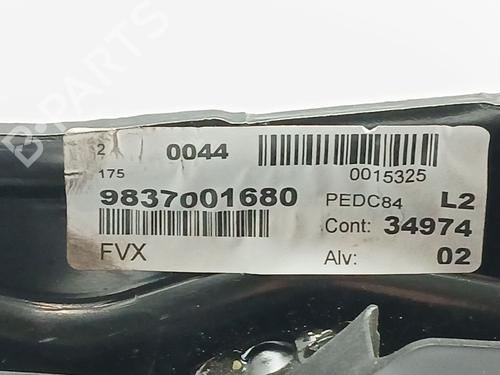 B-PARTS
2 0044
175 0015325
9837001680 PEDC84 L2
Cont: 34974
FVX Alv: 02